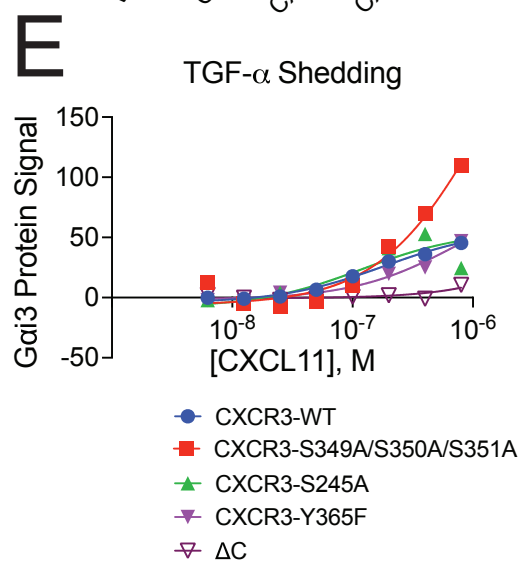 E
TGF-α Shedding
Gαi3 Protein Signal
150
100
50
0
-50
10-8
10-7
10-6
[CXCL11], M
CXCR3-WT
CXCR3-S349A/S350A/S351A
CXCR3-S245A
CXCR3-Y365F
ΔC